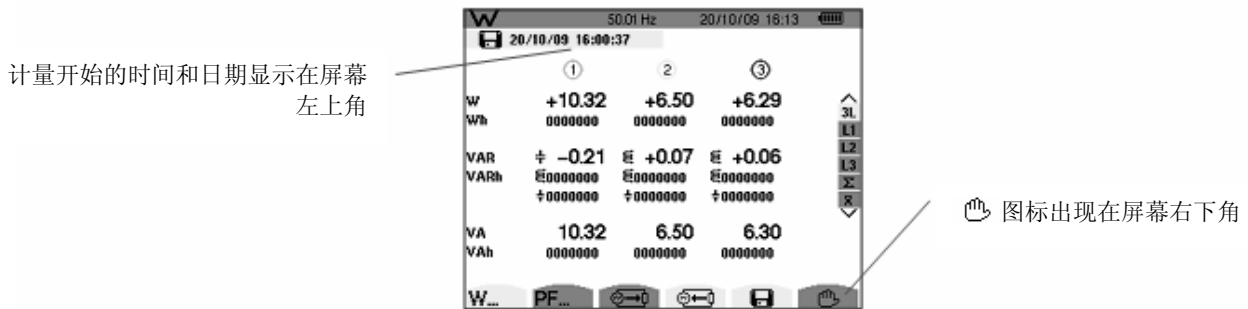 W 50.01 Hz 20/10/09 16:13
20/10/09 16:00:37
计量开始的时间和日期显示在屏幕
左上角
1 2 3
W +10.32 +6.50 +6.29
Wh 0000000 0000000 0000000
VAR -0.21 +0.07 +0.06
VARh 0000000 0000000 0000000
0000000 0000000 0000000
VA 10.32 6.50 6.30
VAh 0000000 0000000 0000000
3L
L1
L2
L3
Σ
图标出现在屏幕右下角
W... PF...